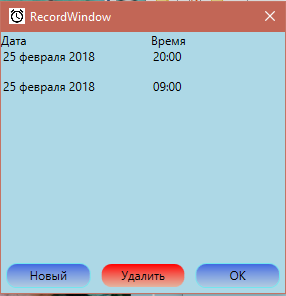 RecordWindow
Дата Время
25 февраля 2018 20:00
25 февраля 2018 09:00
Новый Удалить OK